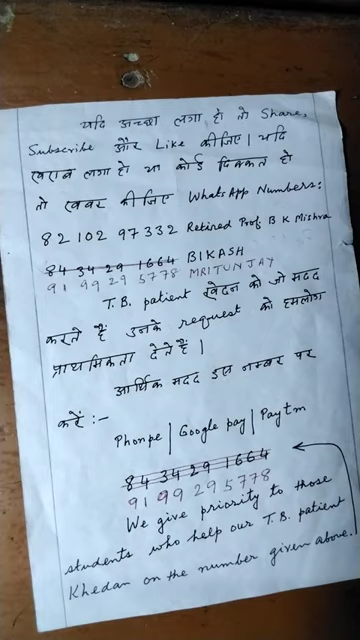 यदि अच्छा लगा हो तो Share,
Subscribe और Like कीजिए। यदि
खराब लगा हो या कोई दिक्कत हो
तो खबर कीजिए WhatsApp Numbers:
82102 97332 Retired Prof B K Mishra
84 34 29 1664 BIKASH
91 99 29 5778 MRITUNJAY
T.B. patient खेदन को जो मदद
करते हैं उनके request को हमलोग
प्राथमिकता देते हैं।
आर्थिक मदद इस नम्बर पर
करें :-
Phonpe | Google pay | Paytm
84 34 29 1664
91 99 29 5778
We give priority to those
students who help our T.B. patient
Khedan on the number given above.